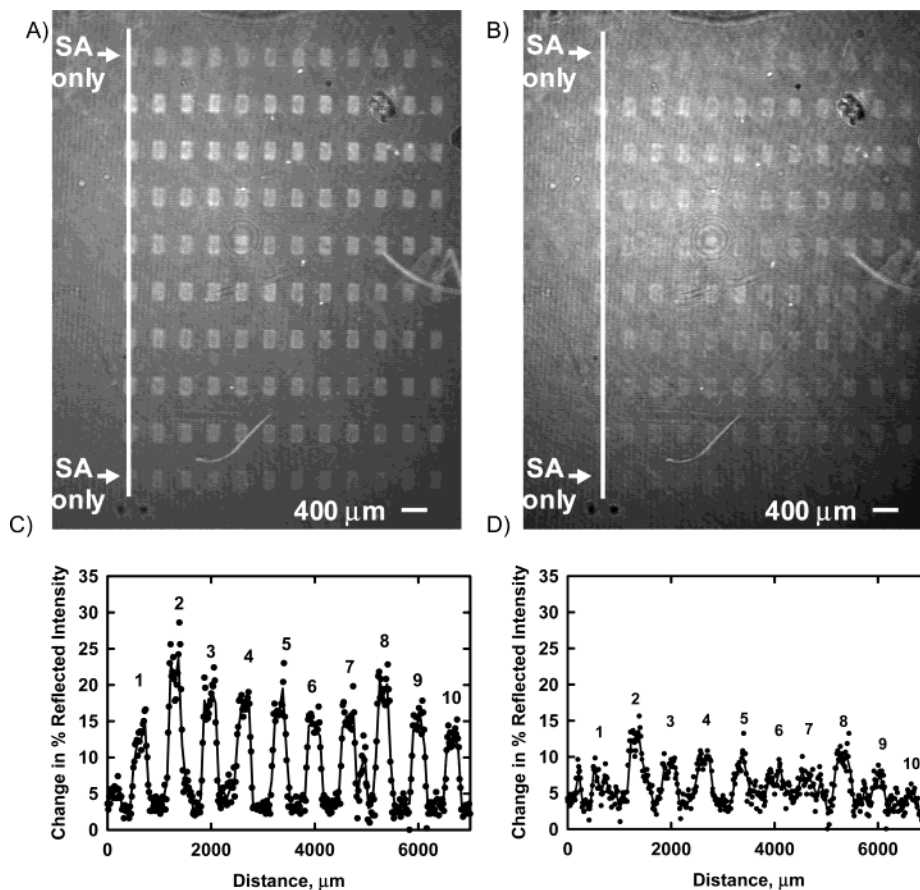 A)
SA
only
SA
only
400 µm
B)
SA
only
SA
only
400 µm
C)
Change in % Reflected Intensity
35
30
25
20
15
10
5
0
1
2
3
4
5
6
7
8
9
10
0 2000 4000 6000
Distance, µm
D)
Change in % Reflected Intensity
35
30
25
20
15
10
5
0
1
2
3
4
5
6
7
8
9
10
0 2000 4000 6000
Distance, µm